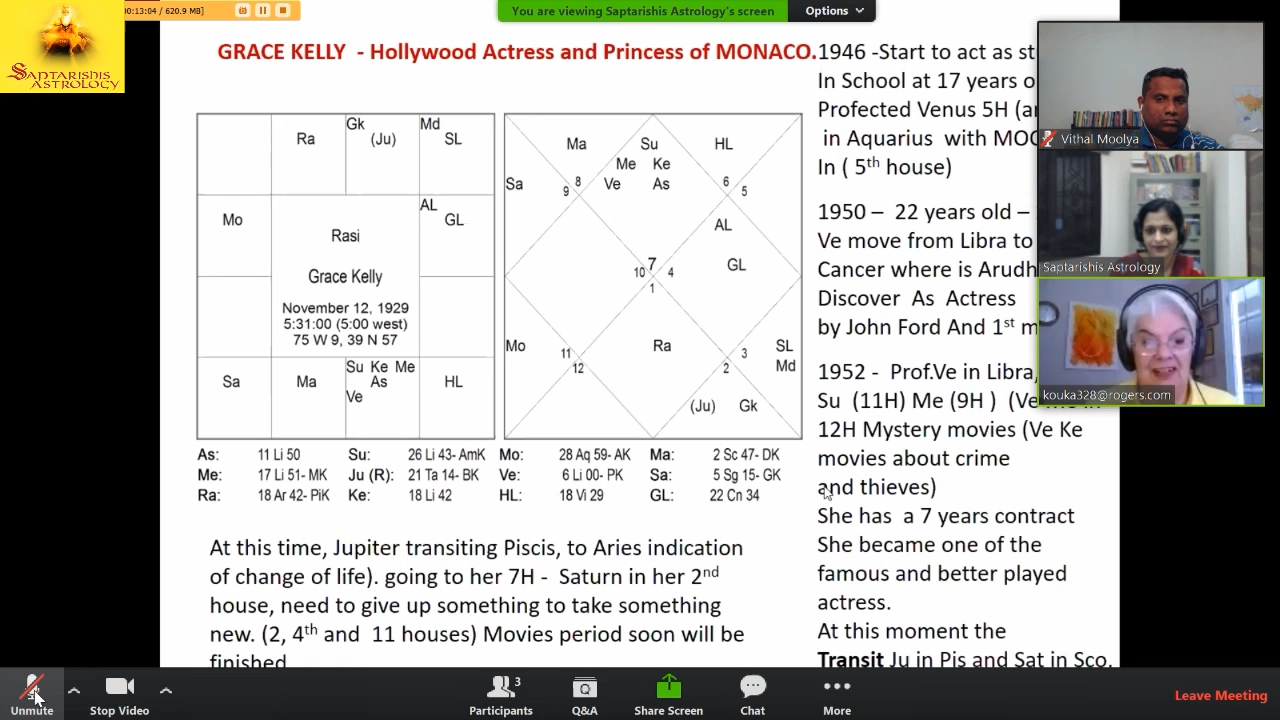 00:13:04 / 620.9 MB]
You are viewing Saptarishis Astrology's screen
Options
SAPTARISHIS
ASTROLOGY
GRACE KELLY - Hollywood Actress and Princess of MONACO.
Ra
Gk
(Ju)
Md
SL
Mo
AL
GL
Rasi
Grace Kelly
November 12, 1929
5:31:00 (5:00 west)
75 W 9, 39 N 57
Sa
Ma
Su Ke Me
As
Ve
HL
Ma
Su
HL
Me
Ke
Sa
9
8
Ve
As
6
5
AL
GL
10
7
4
1
Mo
11
12
Ra
3
2
SL
Md
(Ju)
Gk
As: 11 Li 50 Su: 26 Li 43- AmK Mo: 28 Aq 59- AK Ma: 2 Sc 47- DK
Me: 17 Li 51- MK Ju (R): 21 Ta 14- BK Ve: 6 Li 00- PK Sa: 5 Sg 15- GK
Ra: 18 Ar 42- PiK Ke: 18 Li 42 HL: 18 Vi 29 GL: 22 Cn 34
At this time, Jupiter transiting Piscis, to Aries indication
of change of life). going to her 7H - Saturn in her 2nd
house, need to give up something to take something
new. (2, 4th and 11 houses) Movies period soon will be
finished
1946 -Start to act as st
In School at 17 years o
Profected Venus 5H (a
in Aquarius with MOO
In ( 5th house)
1950 – 22 years old –
Ve move from Libra to
Cancer where is Arudh
Discover As Actress
by John Ford And 1st m
1952 - Prof.Ve in Libra,
Su (11H) Me (9H ) (Ve
12H Mystery movies (Ve Ke
movies about crime
and thieves)
She has a 7 years contract
She became one of the
famous and better played
actress.
At this moment the
Transit Ju in Pis and Sat in Sco.
Vithal Moolya
Saptarishis Astrology
kouka328@rogers.com
Unmute
Stop Video
3
Participants
Q&A
Share Screen
Chat
More
Leave Meeting